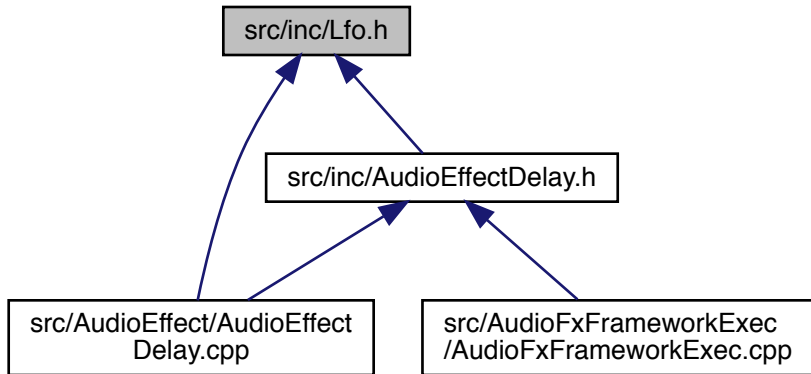 src/inc/Lfo.h
src/inc/AudioEffectDelay.h
src/AudioEffect/AudioEffect
Delay.cpp
src/AudioFxFrameworkExec
/AudioFxFrameworkExec.cpp